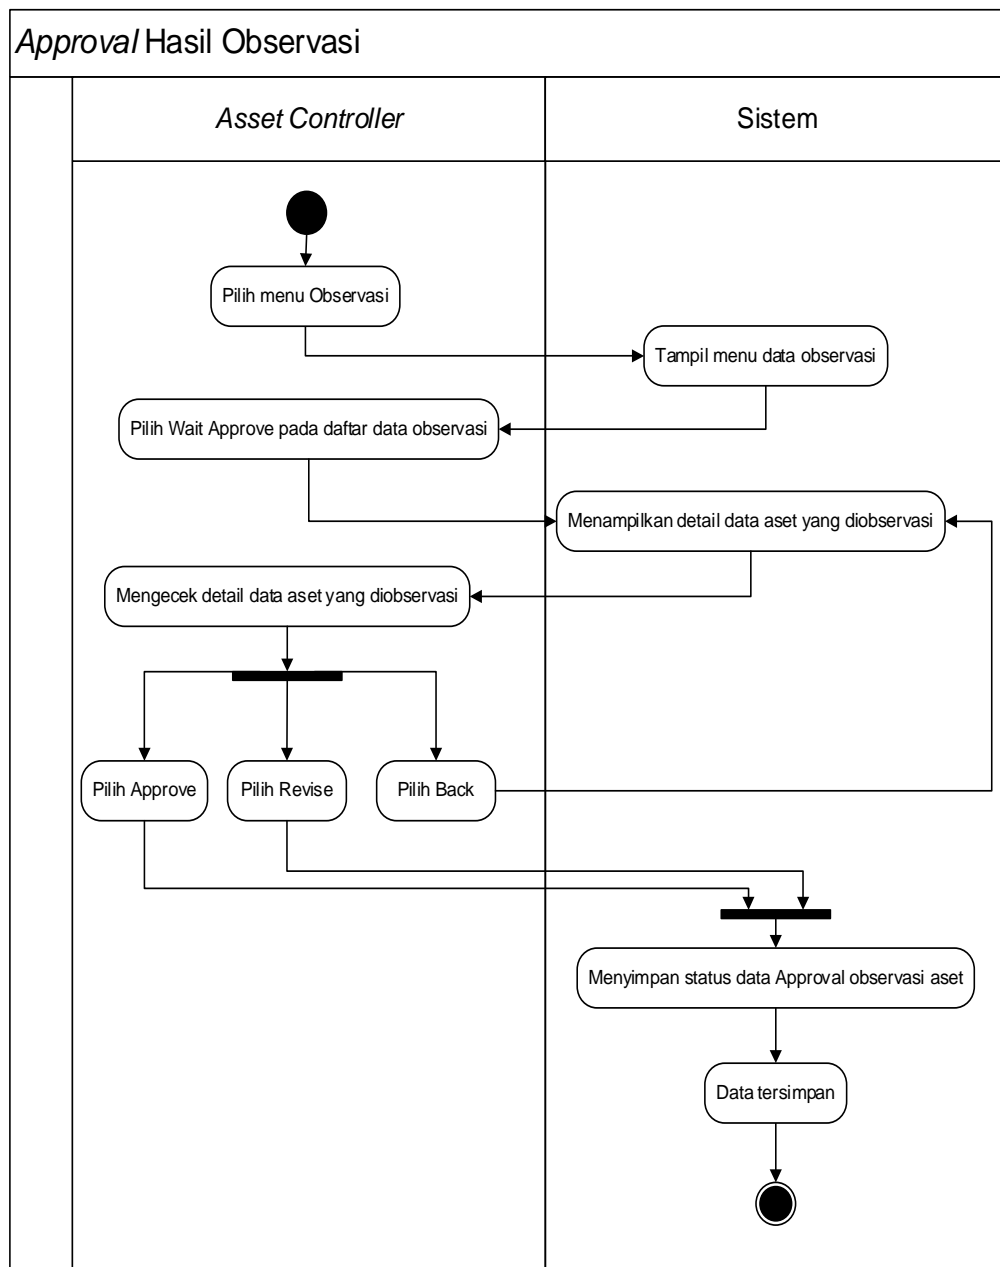 Approval Hasil Observasi
Asset Controller
Sistem
Pilih menu Observasi
Tampil menu data observasi
Pilih Wait Approve pada daftar data observasi
Menampilkan detail data aset yang diobservasi
Mengecek detail data aset yang diobservasi
Pilih Approve
Pilih Revise
Pilih Back
Menyimpan status data Approval observasi aset
Data tersimpan